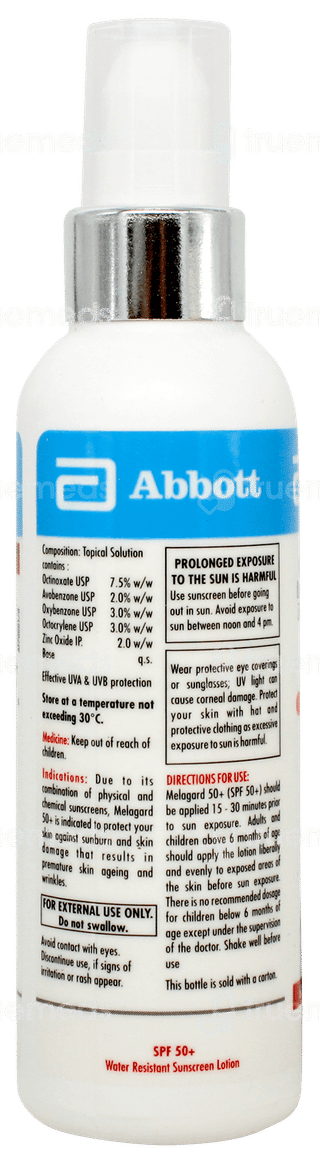 Abbott
Composition: Topical Solution
contains :
Octinoxate USP 7.5% w/w
Avobenzone USP 2.0% w/w
Oxybenzone USP 3.0% w/w
Octocrylene USP 3.0% w/w
Zinc Oxide IP. 2.0 w/w
Base q.s.
Effective UVA & UVB protection
Store at a temperature not
exceeding 30°C.
Medicine: Keep out of reach of
children.
Indications: Due to its
combination of physical and
chemical sunscreens, Melagard
50+ is indicated to protect your
skin against sunburn and skin
damage that results in
premature skin ageing and
wrinkles.
FOR EXTERNAL USE ONLY.
Do not swallow.
Avoid contact with eyes.
Discontinue use, if signs of
irritation or rash appear.
PROLONGED EXPOSURE
TO THE SUN IS HARMFUL
Use sunscreen before going
out in sun. Avoid exposure to
sun between noon and 4 pm.
Wear protective eye coverings
or sunglasses; UV light can
cause corneal damage. Protect
your skin with hat and
protective clothing as excessive
exposure to sun is harmful.
DIRECTIONS FOR USE:
Melagard 50+ (SPF 50+) should
be applied 15 - 30 minutes prior
to sun exposure. Adults and
children above 6 months of age
should apply the lotion liberally
and evenly to exposed areas of
the skin before sun exposure.
There is no recommended dosage
for children below 6 months of
age except under the supervision
of the doctor. Shake well before
use
This bottle is sold with a carton.
SPF 50+
Water Resistant Sunscreen Lotion